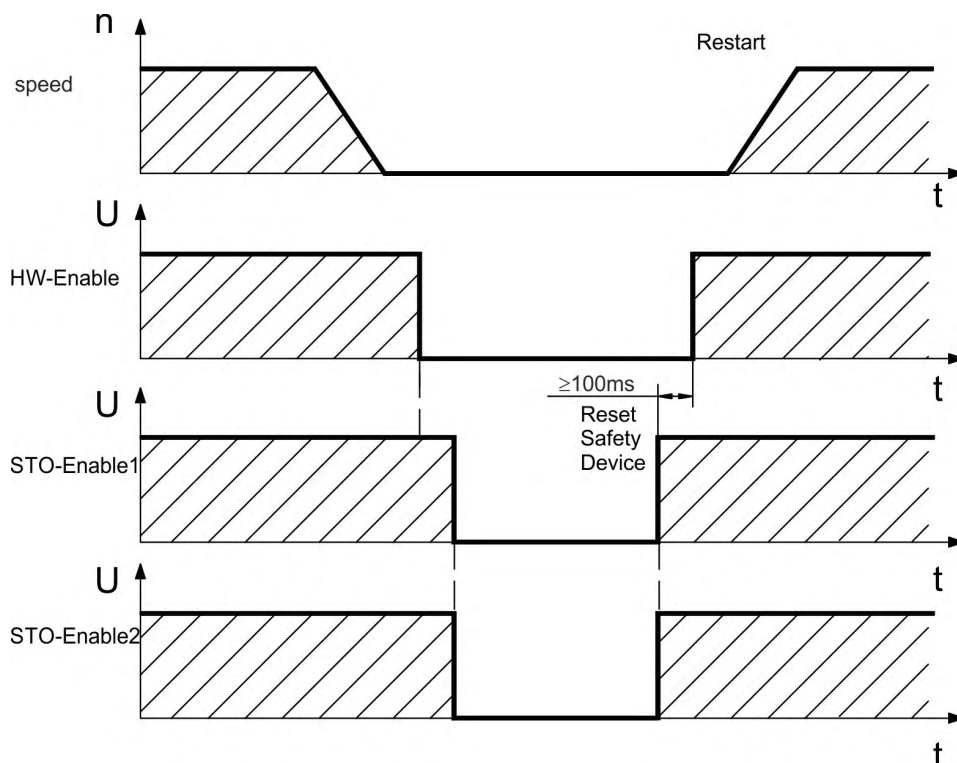 n
Restart
speed
t
U
HW-Enable
≥100ms
t
U
Reset
Safety
Device
STO-Enable1
t
U
STO-Enable2
t